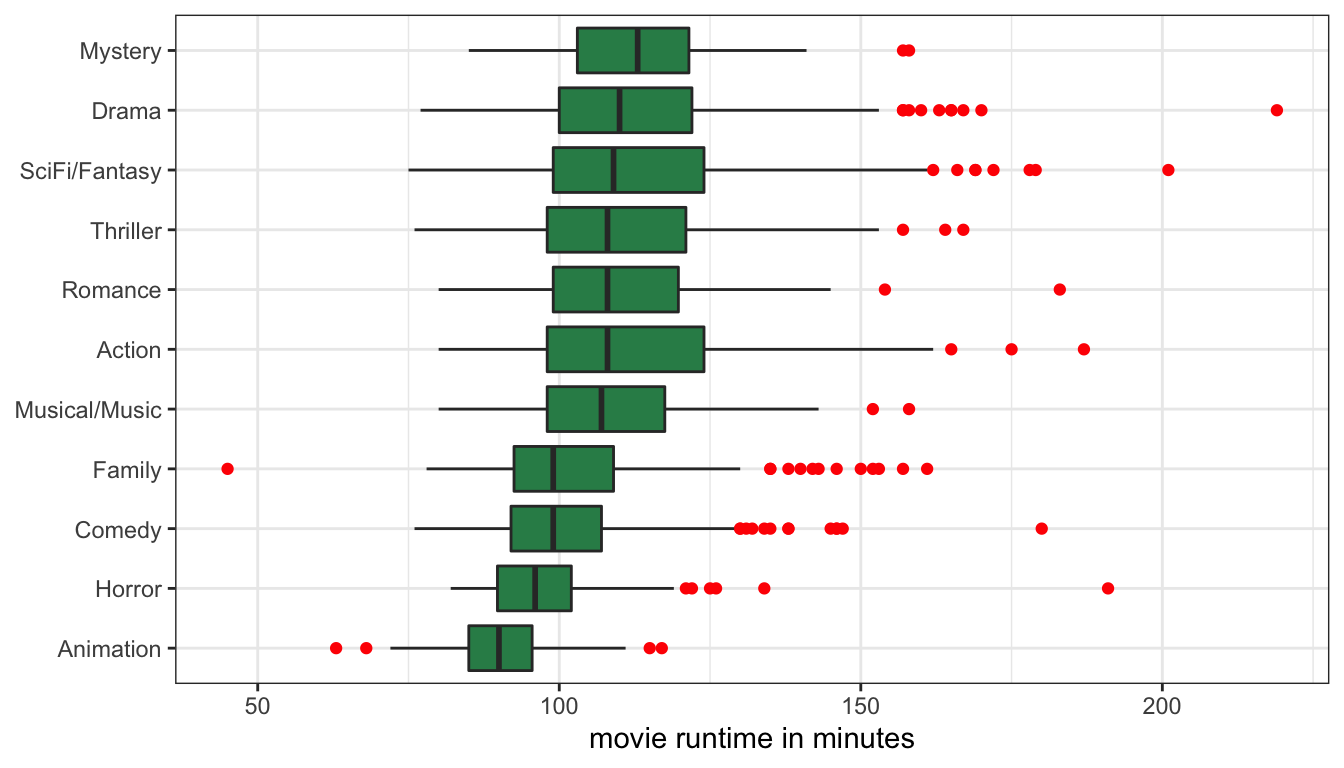 Mystery
Drama
SciFi/Fantasy
Thriller
Romance
Action
Musical/Music
Family
Comedy
Horror
Animation
50 100 150 200
movie runtime in minutes